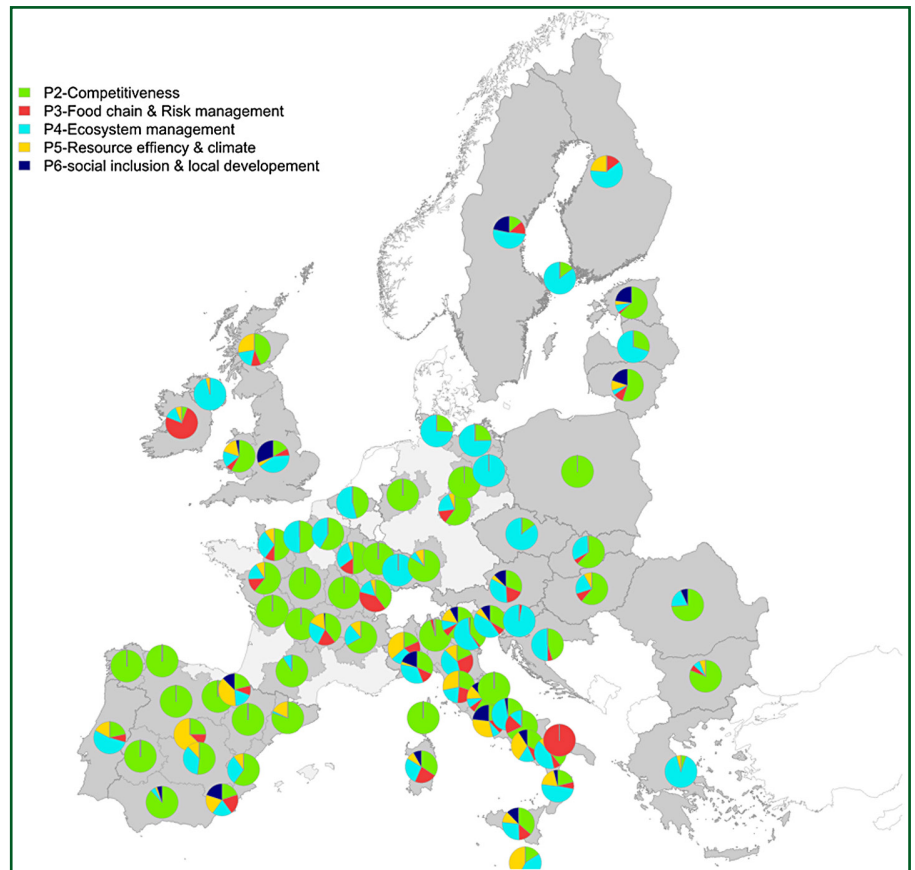 P2-Competitiveness
P3-Food chain & Risk management
P4-Ecosystem management
P5-Resource effiency & climate
P6-social inclusion & local developement